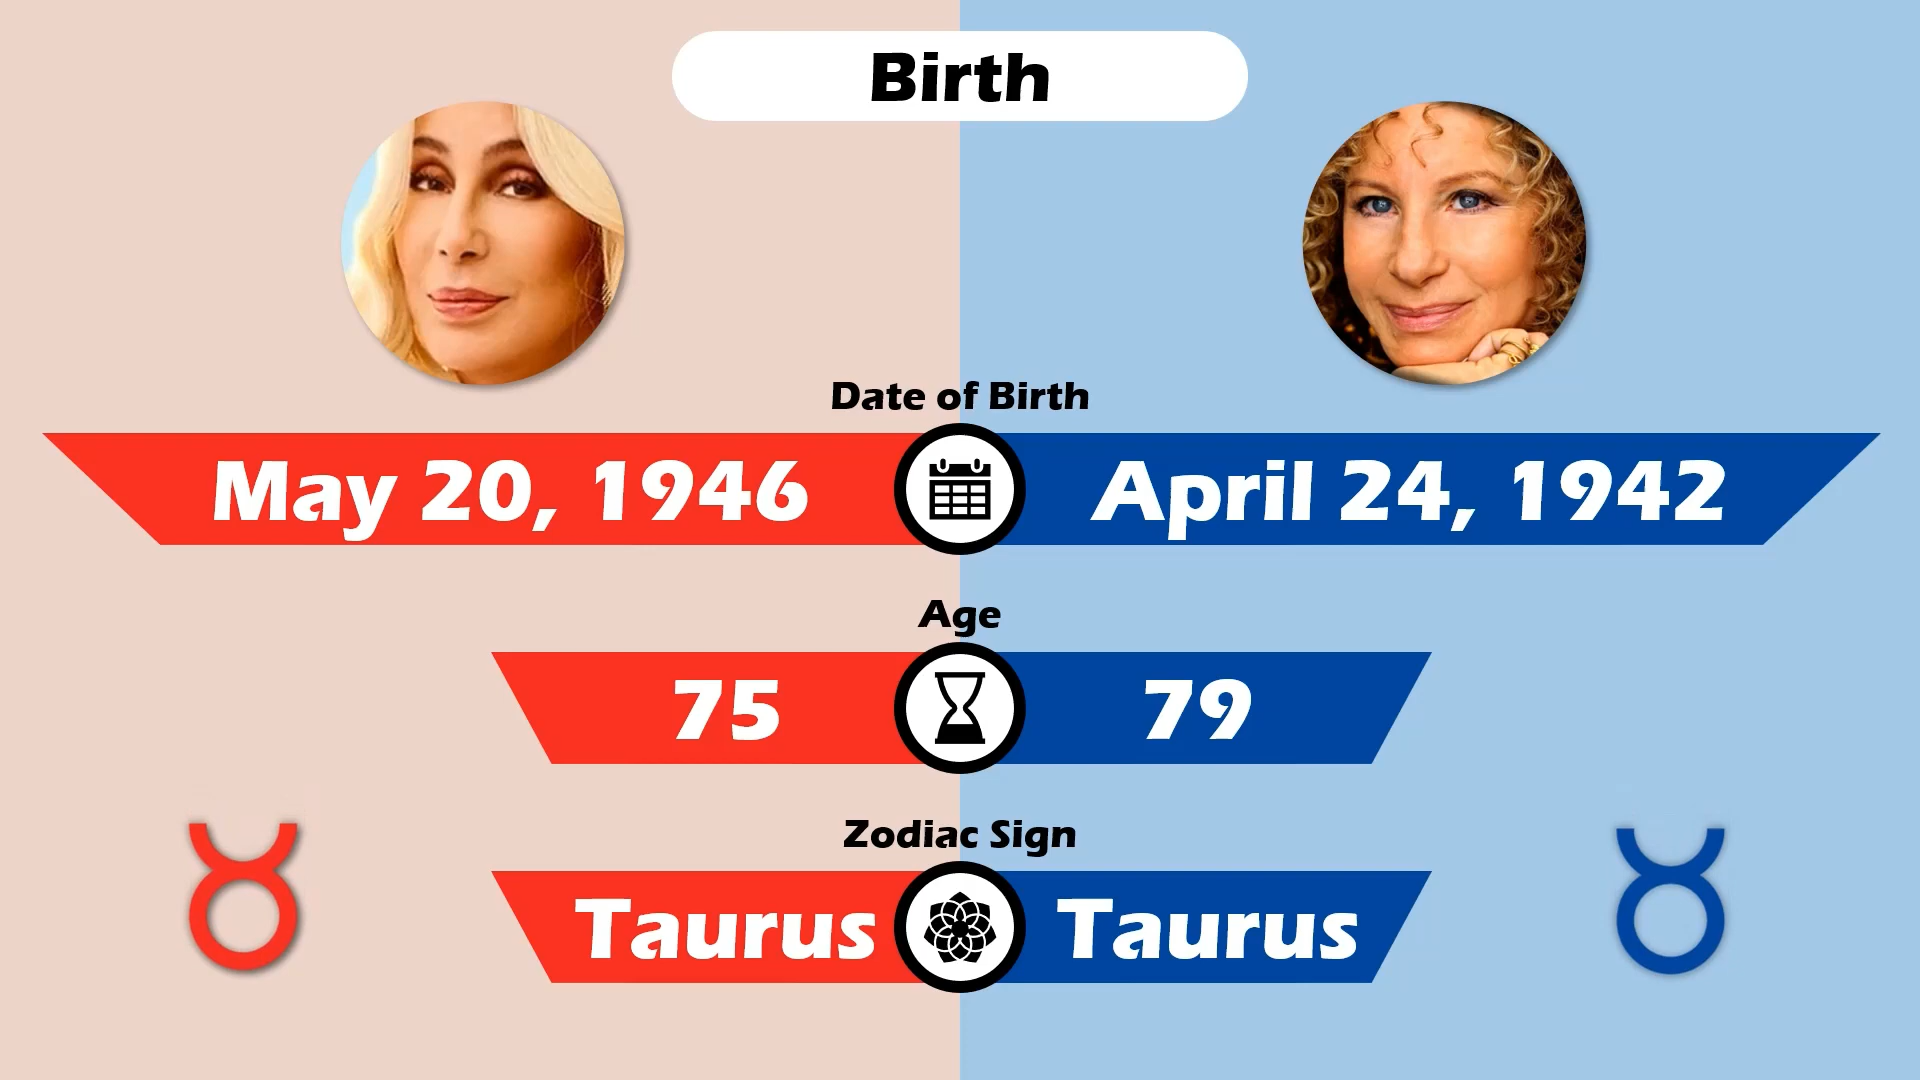 Birth
Date of Birth
May 20, 1946
April 24, 1942
Age
75
79
Zodiac Sign
Taurus
Taurus